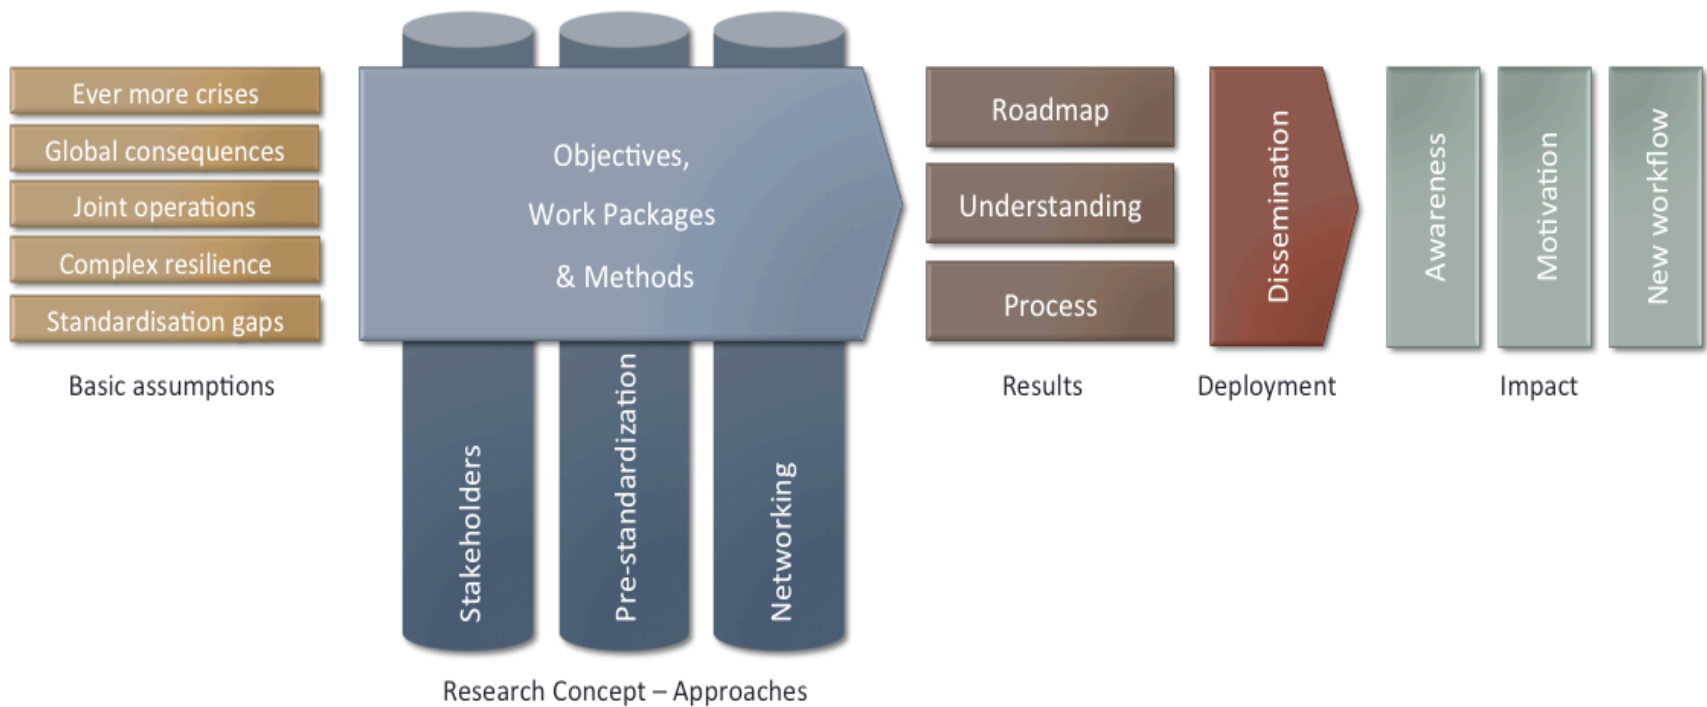 Ever more crises
Global consequences
Joint operations
Complex resilience
Standardisation gaps
Basic assumptions
Objectives,
Work Packages
& Methods
Stakeholders
Pre-standardization
Networking
Research Concept – Approaches
Roadmap
Understanding
Process
Results
Dissemination
Deployment
Awareness
Motivation
New workflow
Impact